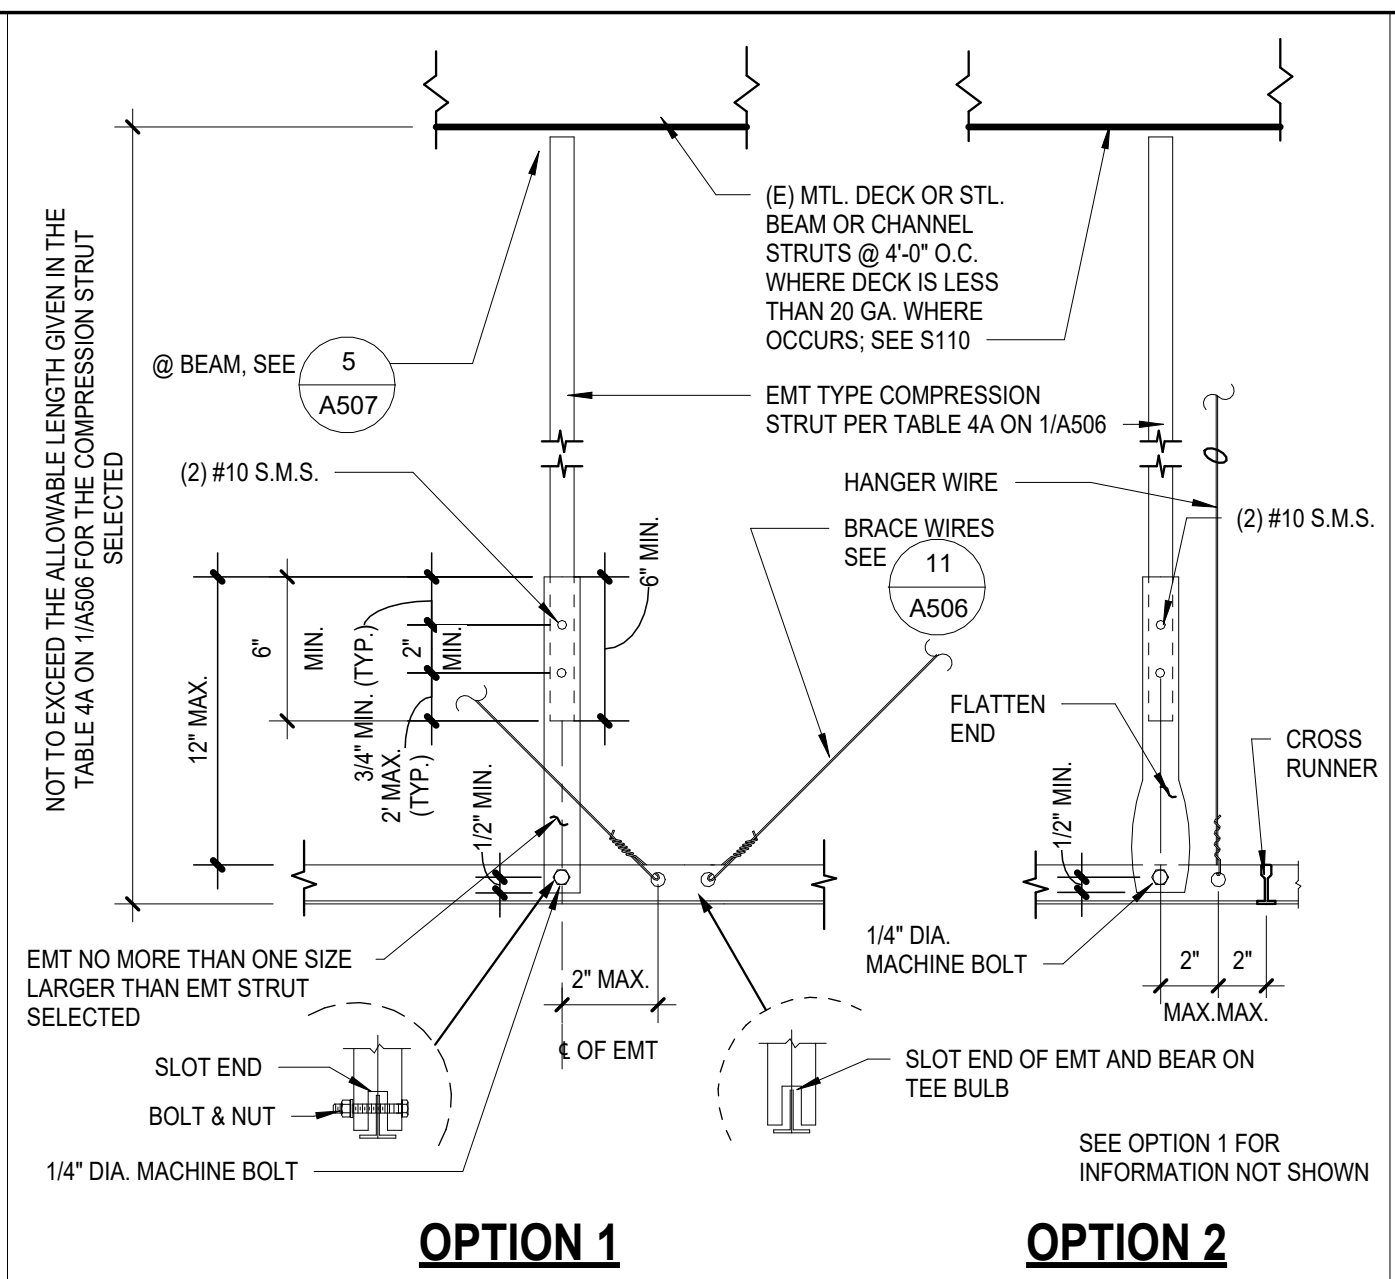 NOT TO EXCEED THE ALLOWABLE LENGTH GIVEN IN THE
TABLE 4A ON 1/A506 FOR THE COMPRESSION STRUT
SELECTED
(E) MTL. DECK OR STL.
BEAM OR CHANNEL
STRUTS @ 4'-0" O.C.
WHERE DECK IS LESS
THAN 20 GA. WHERE
OCCURS; SEE S110
@ BEAM, SEE
5
A507
EMT TYPE COMPRESSION
STRUT PER TABLE 4A ON 1/A506
(2) #10 S.M.S.
HANGER WIRE
(2) #10 S.M.S.
BRACE WIRES
SEE
11
A506
12" MAX.
6"
MIN.
3/4" MIN. (TYP.)
2' MAX.
(TYP.)
2"
MIN.
6" MIN.
1/2" MIN.
FLATTEN
END
CROSS
RUNNER
1/2" MIN.
EMT NO MORE THAN ONE SIZE
LARGER THAN EMT STRUT
SELECTED
2" MAX.
℄ OF EMT
1/4" DIA.
MACHINE BOLT
2"
2"
MAX.
MAX.
SLOT END
BOLT & NUT
1/4" DIA. MACHINE BOLT
SLOT END OF EMT AND BEAR ON
TEE BULB
SEE OPTION 1 FOR
INFORMATION NOT SHOWN
OPTION 1
OPTION 2